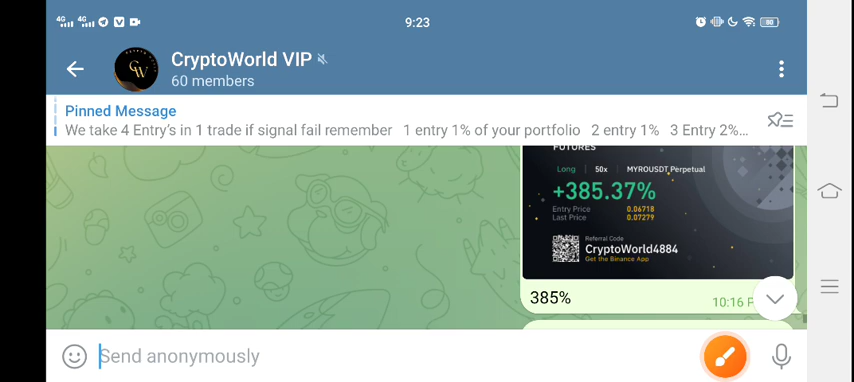 4G 4G
9:23
80
CryptoWorld VIP
60 members
Pinned Message
We take 4 Entry's in 1 trade if signal fail remember 1 entry 1% of your portfolio 2 entry 1% 3 Entry 2%...
FUTURES
Long 50x MYROUSDT Perpetual
+385.37%
Entry Price 0.06718
Last Price 0.07279
Referral Code
CryptoWorld4884
Get the Binance App
385%
10:16 P
Send anonymously